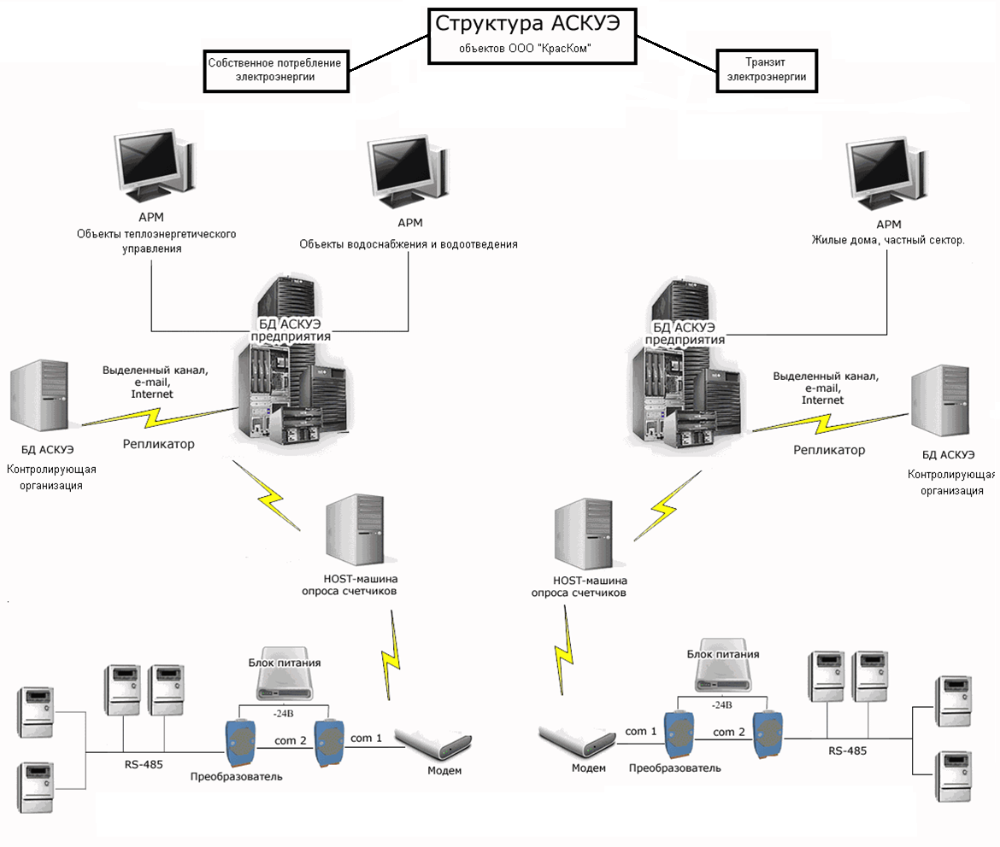 Структура АСКУЭ
объектов ООО "КрасКом"
Собственное потребление
электроэнергии
Транзит
электроэнергии
АРМ
Объекты теплоэнергетического
управления
АРМ
Объекты водоснабжения и водоотведения
АРМ
Жилые дома, частный сектор.
БД АСКУЭ
предприятия
БД АСКУЭ
предприятия
Выделенный канал,
e-mail,
Internet
Репликатор
БД АСКУЭ
Контролирующая
организация
Выделенный канал,
e-mail,
Internet
Репликатор
БД АСКУЭ
Контролирующая
организация
HOST-машина
опроса счетчиков
HOST-машина
опроса счетчиков
Блок питания
-24В
com 2
com 1
RS-485
Преобразователь
Модем
Блок питания
-24В
com 1
com 2
RS-485
Модем
Преобразователь